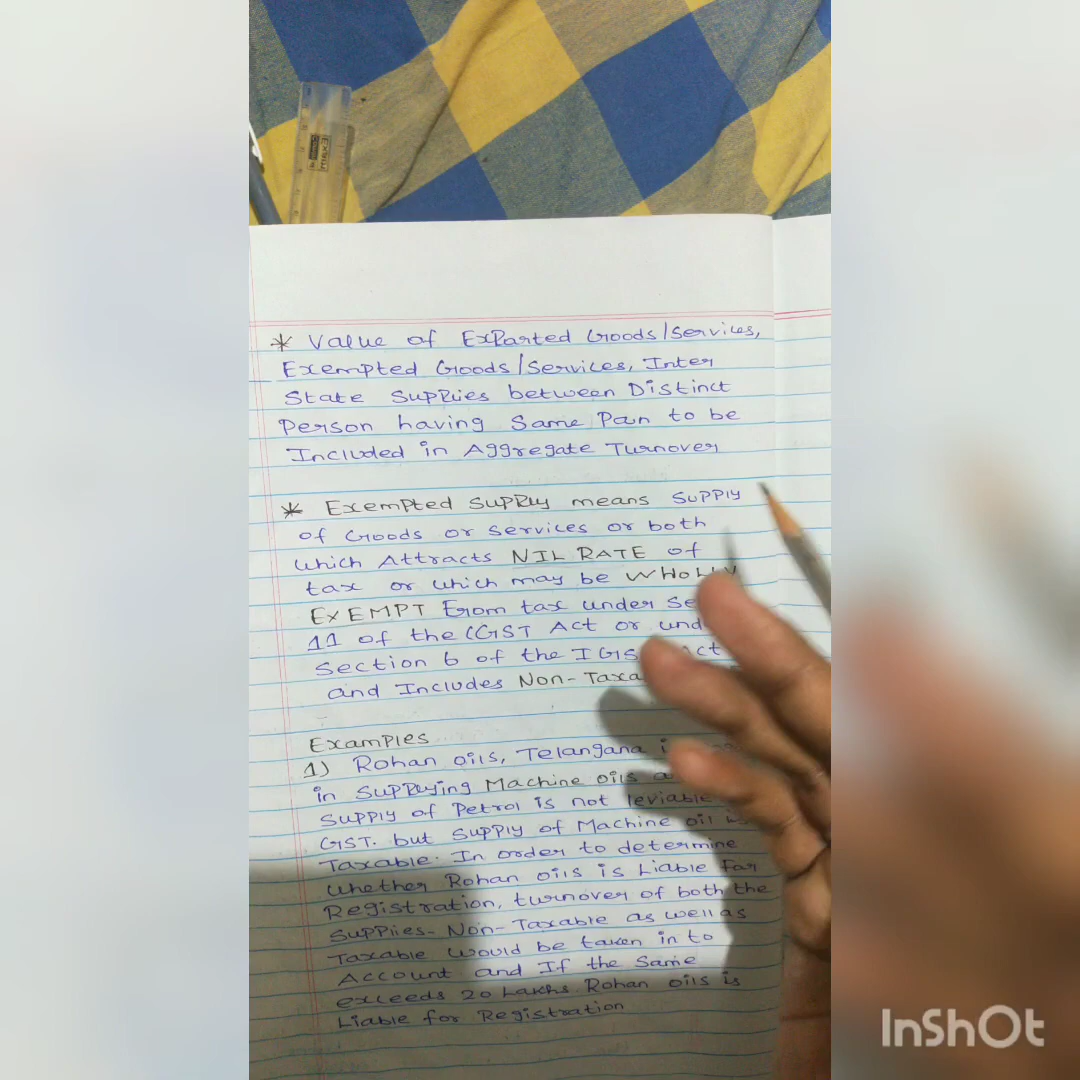 * Value of Exported Goods/Services,
Exempted Goods/Services, Inter
State Supplies between Distinct
Person having Same Pan to be
Included in Aggregate Turnover
* Exempted Supply means Supply
of Goods or Services or both
which Attracts NIL RATE of
tax or which may be WHOLLY
EXEMPT From tax under
11 of the CGST Act or
Section 6 of the IGST Act
and Includes Non-
Examples
1) Rohan oils, Telangana
in Supplying Machine oils
Supply of Petrol is not leviable
GST. but Supply of Machine oil is
Taxable. In order to determine
whether Rohan oils is Liable For
Registration, turnover of both the
Supplies- Non-Taxable as well as
Taxable would be taken in to
Account and If the Same
exceeds 20 Lakhs. Rohan oils is
Liable for Registration
InShOt